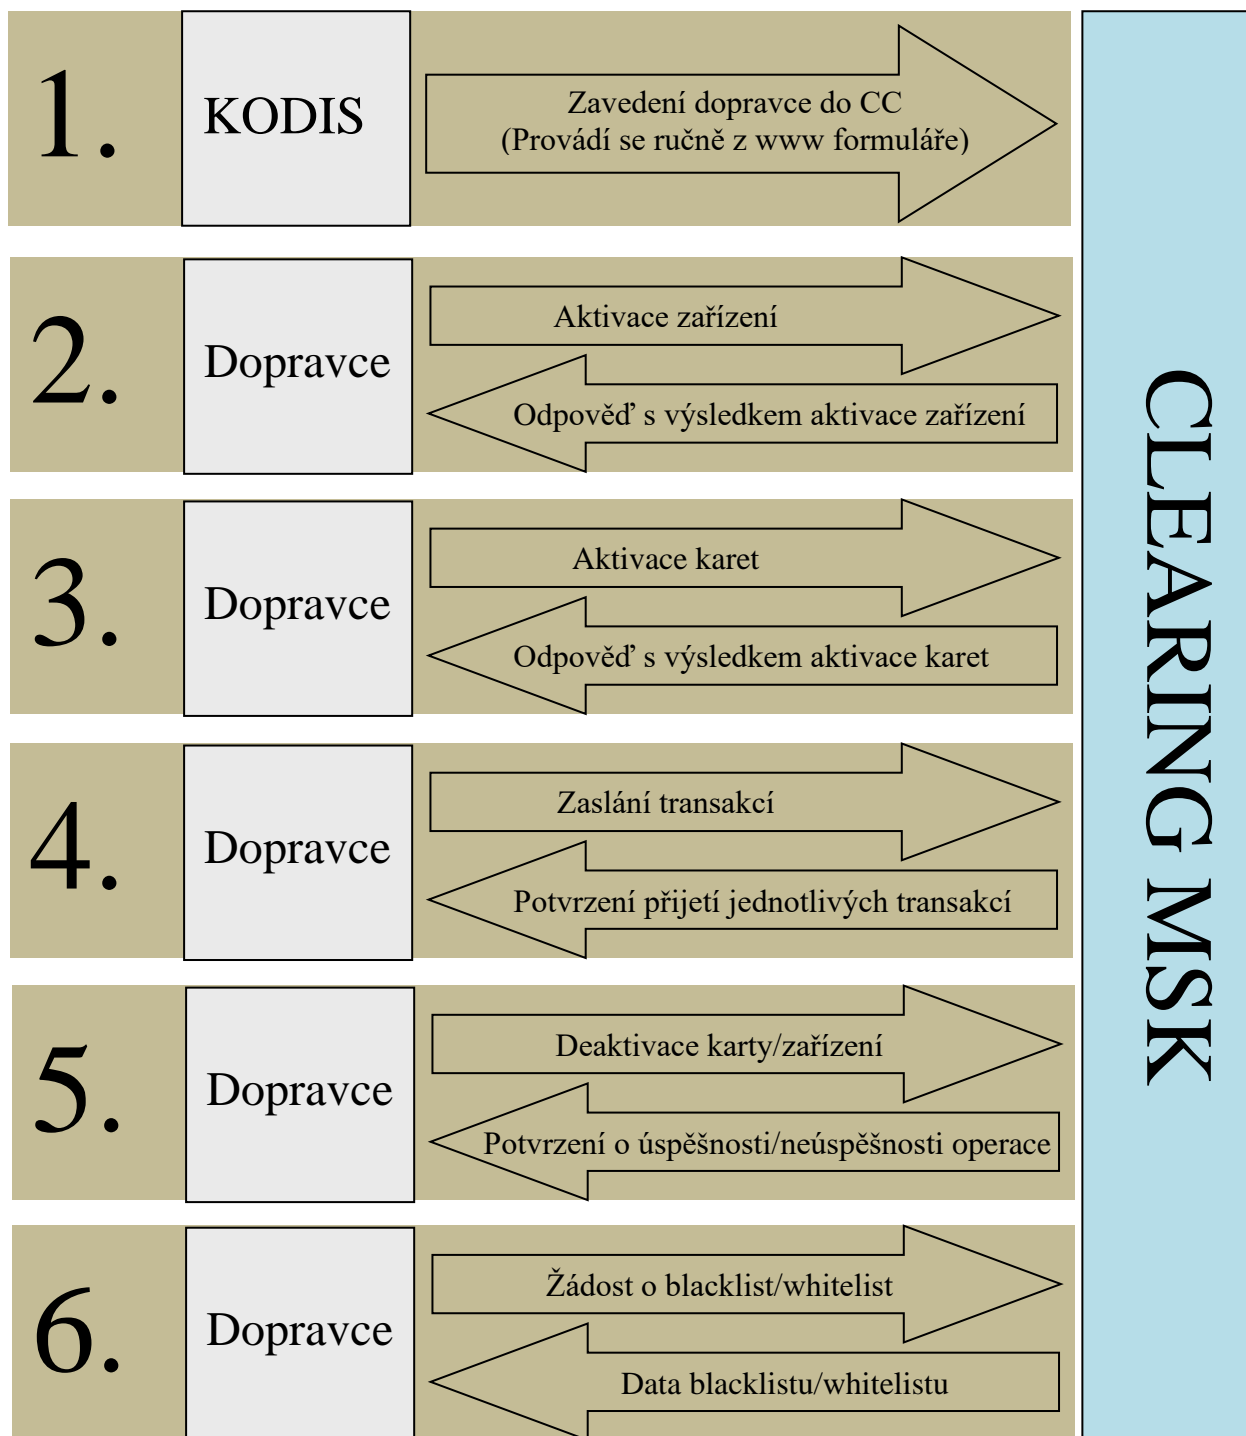 1.
KODIS
Zavedení dopravce do CC
(Provádí se ručně z www formuláře)
2.
Dopravce
Aktivace zařízení
Odpověď s výsledkem aktivace zařízení
3.
Dopravce
Aktivace karet
Odpověď s výsledkem aktivace karet
4.
Dopravce
Zaslání transakcí
Potvrzení přijetí jednotlivých transakcí
5.
Dopravce
Deaktivace karty/zařízení
Potvrzení o úspěšnosti/neúspěšnosti operace
6.
Dopravce
Žádost o blacklist/whitelist
Data blacklistu/whitelistu
CLEARING MSK